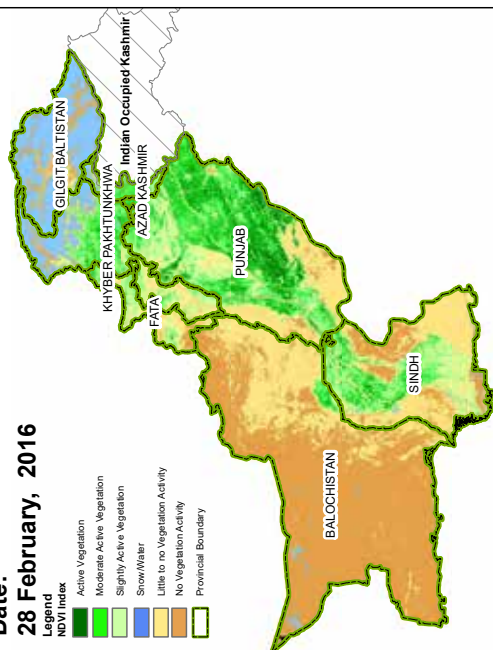 Date:
28 February, 2016
Legend
NDVI Index
Active Vegetation
Moderate Active Vegetation
Slightly Active Vegetation
Snow/Water
Little to no Vegetation Activity
No Vegetation Activity
Provincial Boundary
GILGIT BALTISTAN
Indian Occupied Kashmir
KHYBER PAKHTUNKHWA
AZAD KASHMIR
FATA
PUNJAB
BALOCHISTAN
SINDH